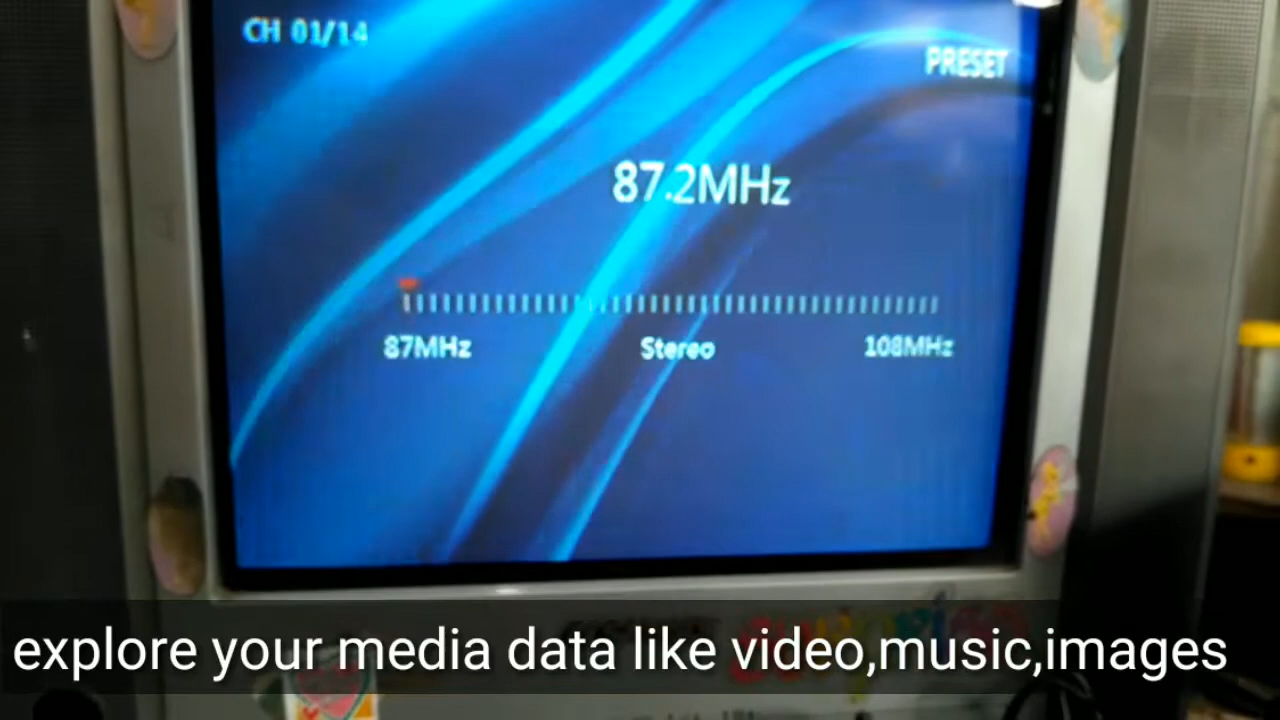 CH 01/14
PRESET
87.2MHz
87MHz Stereo 108MHz
explore your media data like video,music,images